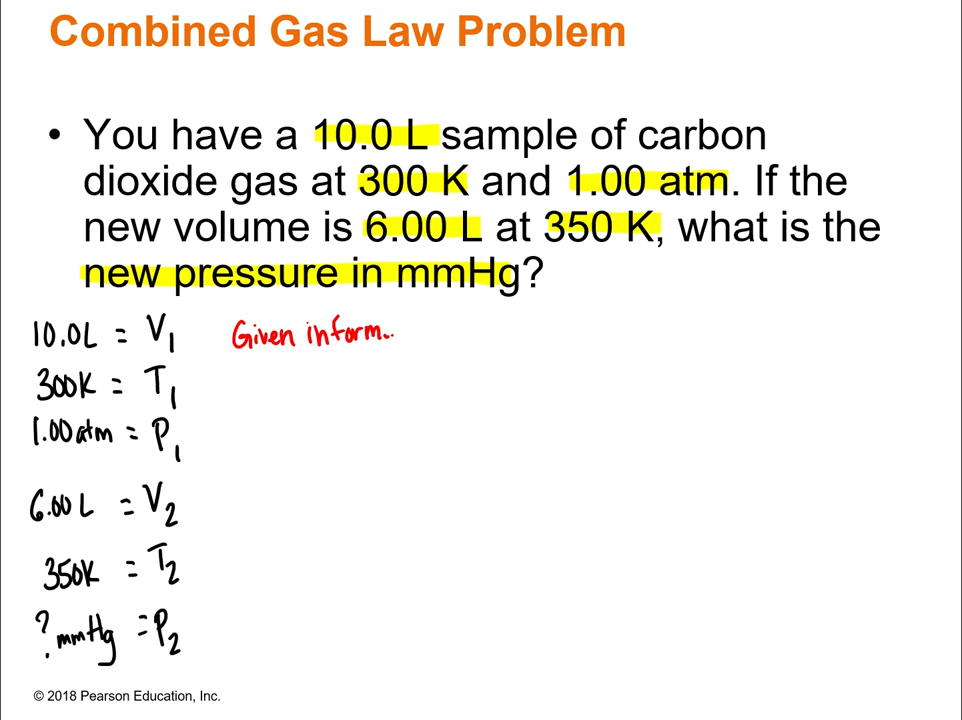 Combined Gas Law Problem
• You have a 10.0 L sample of carbon
dioxide gas at 300 K and 1.00 atm. If the
new volume is 6.00 L at 350 K, what is the
new pressure in mmHg?
10.0L = V₁ Given inform..
300K = T₁
1.00atm = P₁
6.00 L = V₂
350K = T₂
? mmHg = P₂
© 2018 Pearson Education, Inc.